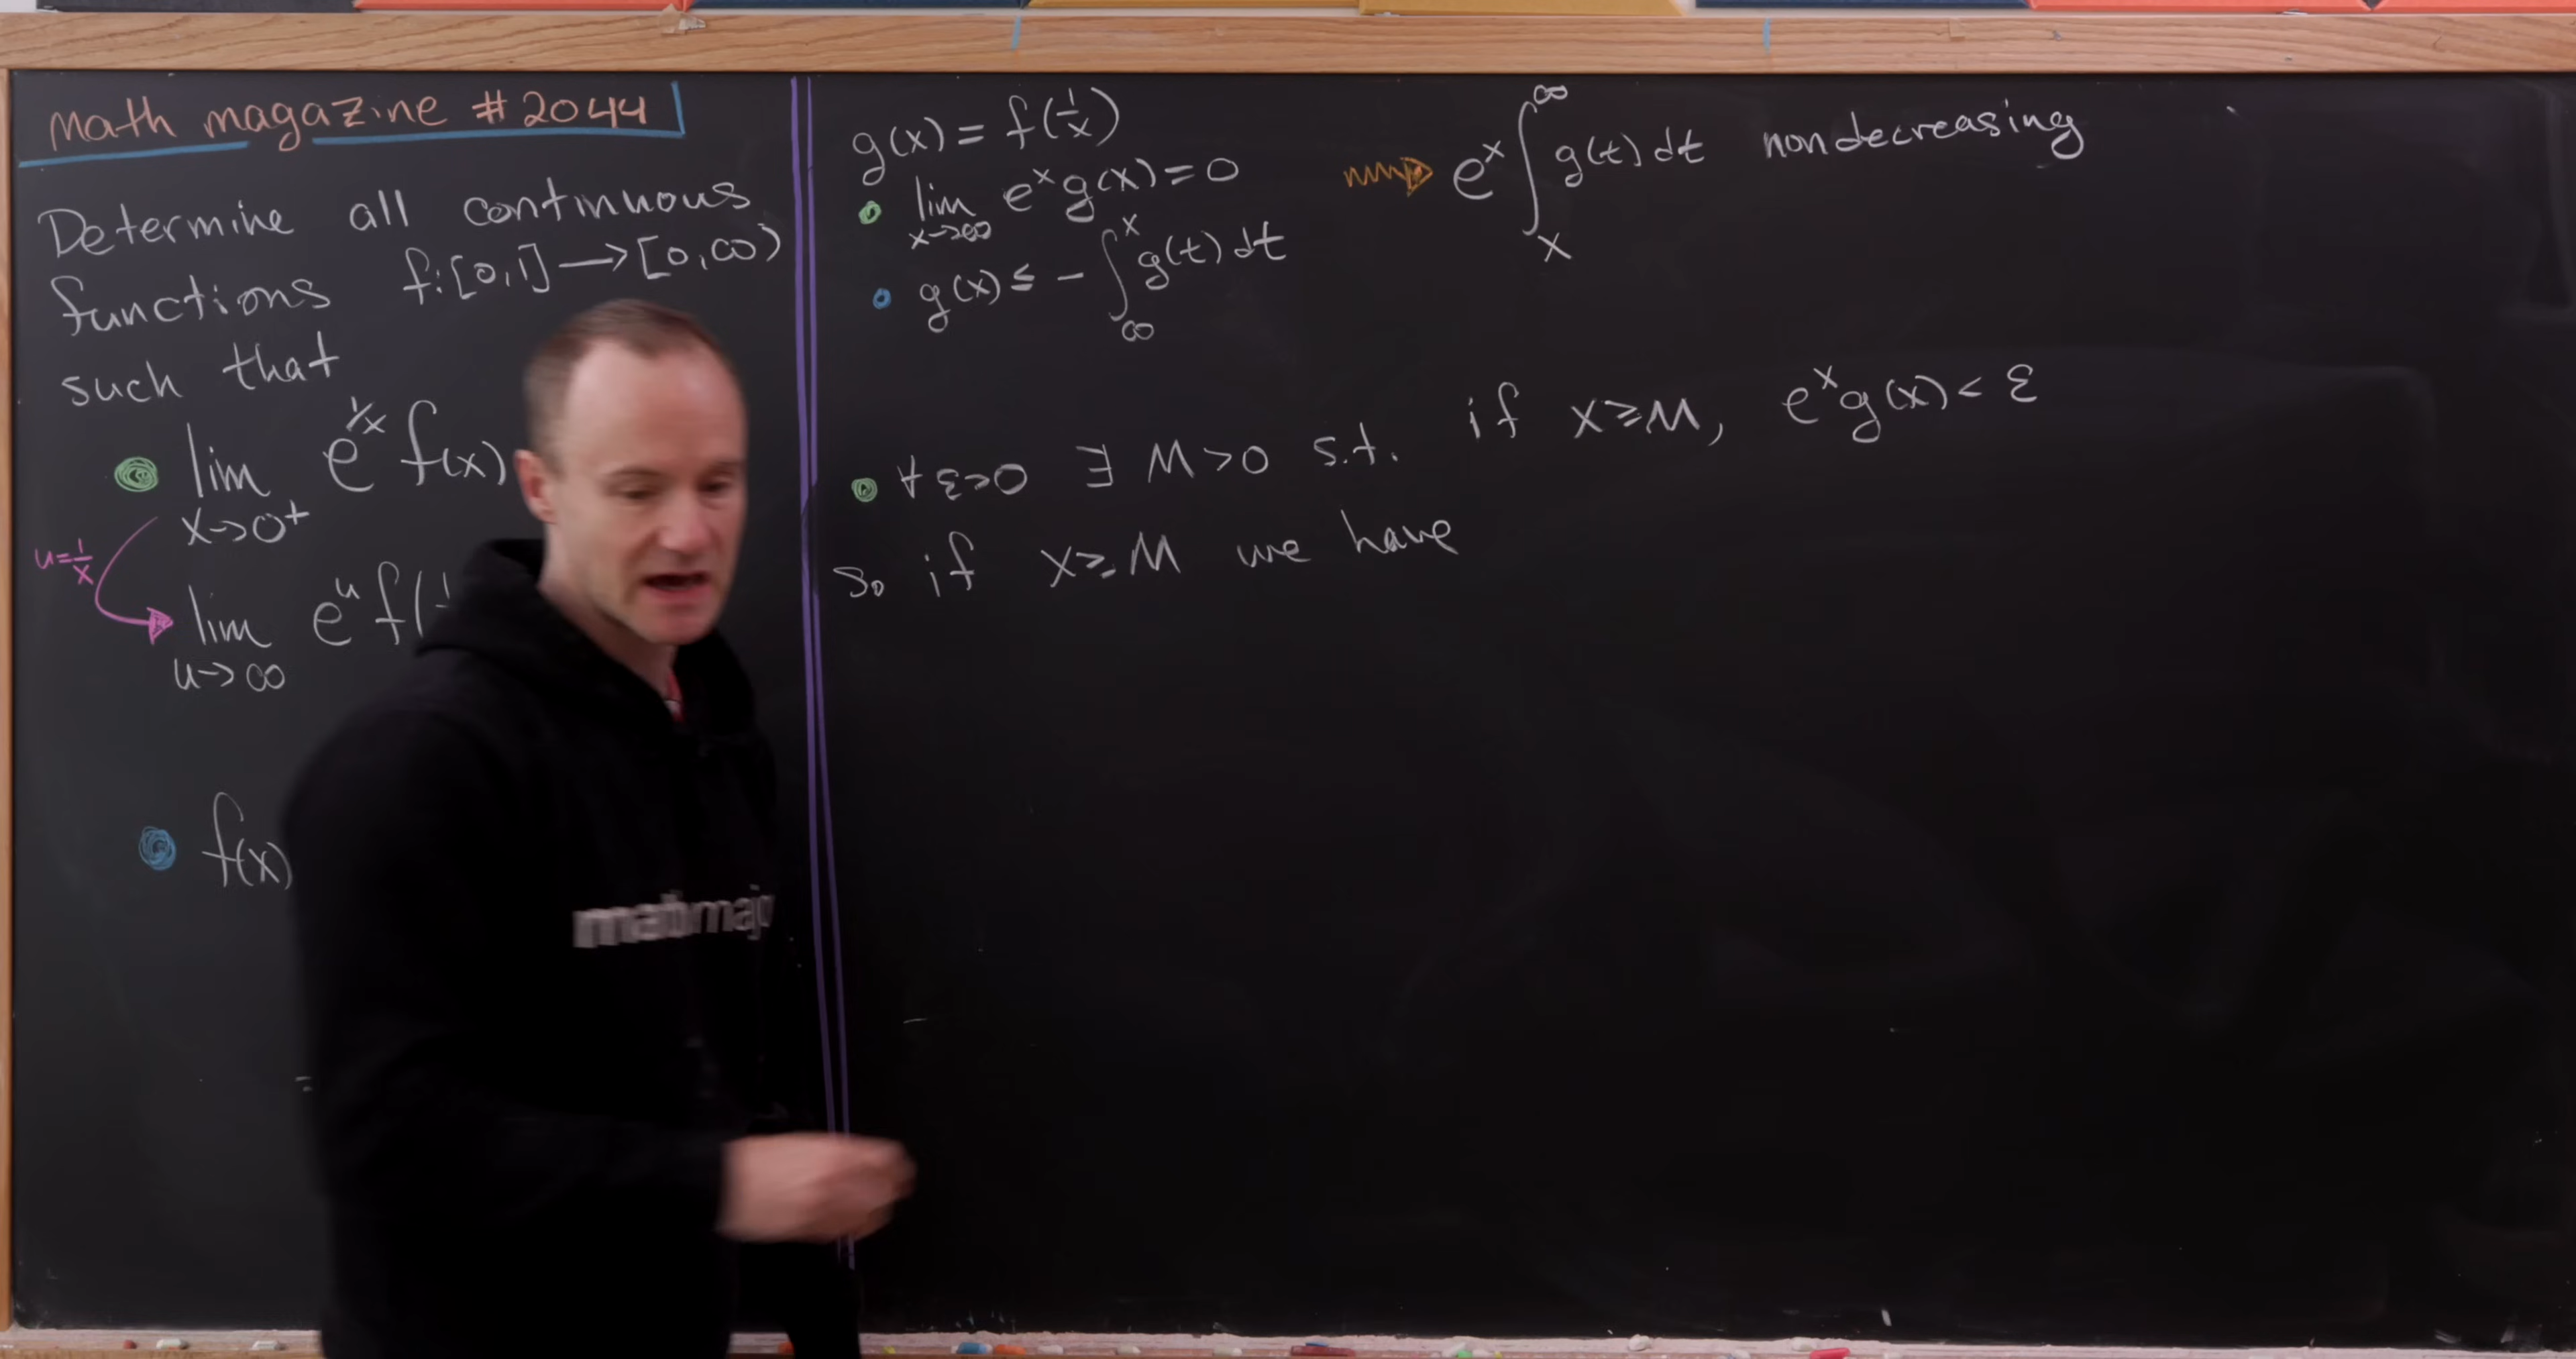 Math magazine #2044
Determine all continuous
functions f:[0,1]→[0,∞)
such that
lim e^{1/x} f(x)
x→0⁺
u=1/x
lim e^u f(
u→∞
f(x)
=
g(x) = f(1/x)
lim e^x g(x) = 0
x→∞
g(x) ≤ - ∫_∞^x g(t) dt
e^x ∫_x^∞ g(t) dt nondecreasing
∀ ε>0 ∃ M>0 s.t. if x≥M, e^x g(x) < ε
So if x≥M we have